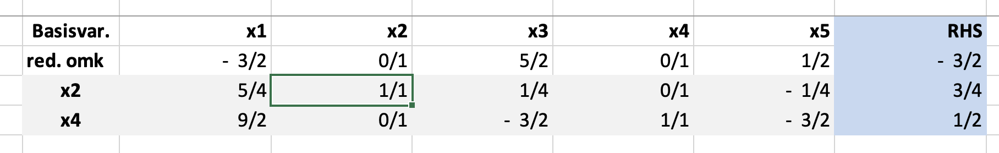 Basisvar. x1 x2 x3 x4 x5 RHS
red. omk - 3/2 0/1 5/2 0/1 1/2 - 3/2
x2 5/4 1/1 1/4 0/1 - 1/4 3/4
x4 9/2 0/1 - 3/2 1/1 - 3/2 1/2